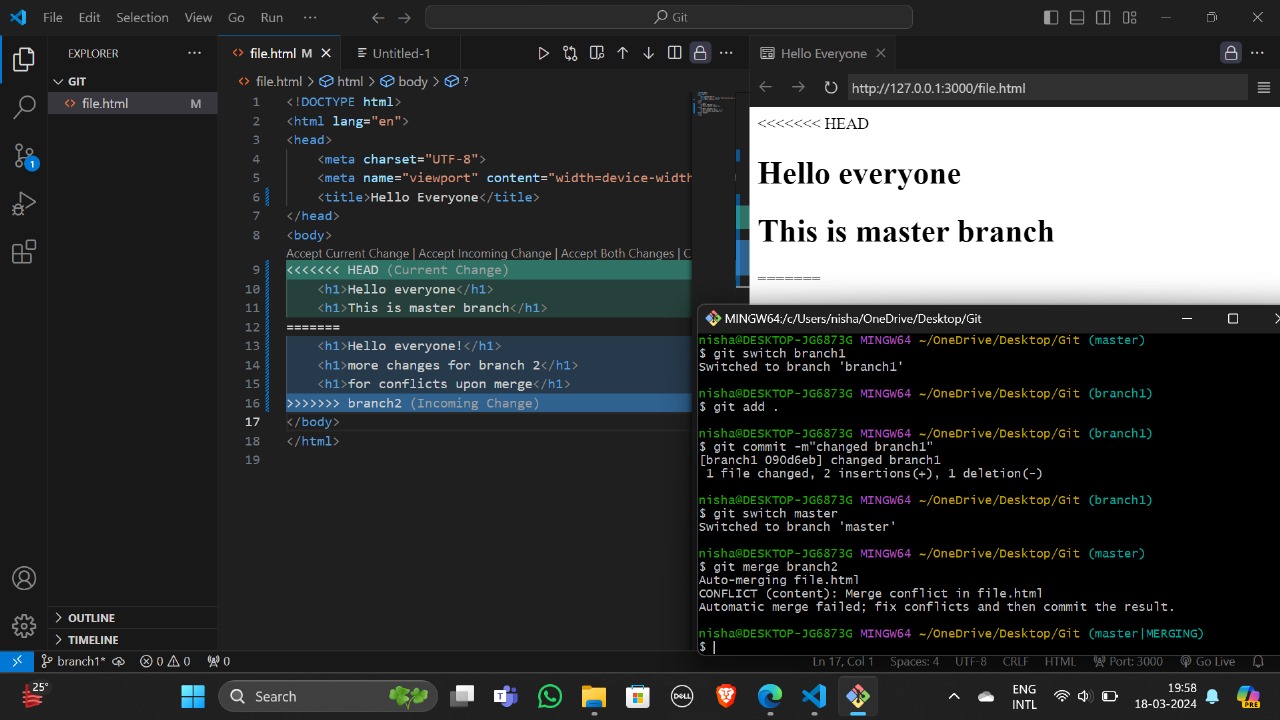 File Edit Selection View Go Run ··· Git
EXPLORER
GIT
file.html M
file.html M
Untitled-1
file.html > html > body > ?
1 <!DOCTYPE html>
2 <html lang="en">
3 <head>
4 <meta charset="UTF-8">
5 <meta name="viewport" content="width=device-width
6 <title>Hello Everyone</title>
7 </head>
8 <body>
Accept Current Change | Accept Incoming Change | Accept Both Changes | C
9 <<<<<<< HEAD (Current Change)
10 <h1>Hello everyone</h1>
11 <h1>This is master branch</h1>
12 =======
13 <h1>Hello everyone!</h1>
14 <h1>more changes for branch 2</h1>
15 <h1>for conflicts upon merge</h1>
16 >>>>>>> branch2 (Incoming Change)
17 </body>
18 </html>
19
Hello Everyone
http://127.0.0.1:3000/file.html
<<<<<<< HEAD
Hello everyone
This is master branch
=======
MINGW64:/c/Users/nisha/OneDrive/Desktop/Git
nisha@DESKTOP-JG6873G MINGW64 ~/OneDrive/Desktop/Git (master)
$ git switch branch1
Switched to branch 'branch1'
nisha@DESKTOP-JG6873G MINGW64 ~/OneDrive/Desktop/Git (branch1)
$ git add .
nisha@DESKTOP-JG6873G MINGW64 ~/OneDrive/Desktop/Git (branch1)
$ git commit -m"changed branch1"
[branch1 090d6eb] changed branch1
1 file changed, 2 insertions(+), 1 deletion(-)
nisha@DESKTOP-JG6873G MINGW64 ~/OneDrive/Desktop/Git (branch1)
$ git switch master
Switched to branch 'master'
nisha@DESKTOP-JG6873G MINGW64 ~/OneDrive/Desktop/Git (master)
$ git merge branch2
Auto-merging file.html
CONFLICT (content): Merge conflict in file.html
Automatic merge failed; fix conflicts and then commit the result.
nisha@DESKTOP-JG6873G MINGW64 ~/OneDrive/Desktop/Git (master|MERGING)
$
1
OUTLINE
TIMELINE
branch1* 0 0 0 Ln 17, Col 1 Spaces: 4 UTF-8 CRLF HTML Port: 3000 Go Live
25°
Search
DELL
ENG
INTL
19:58
18-03-2024
PRE